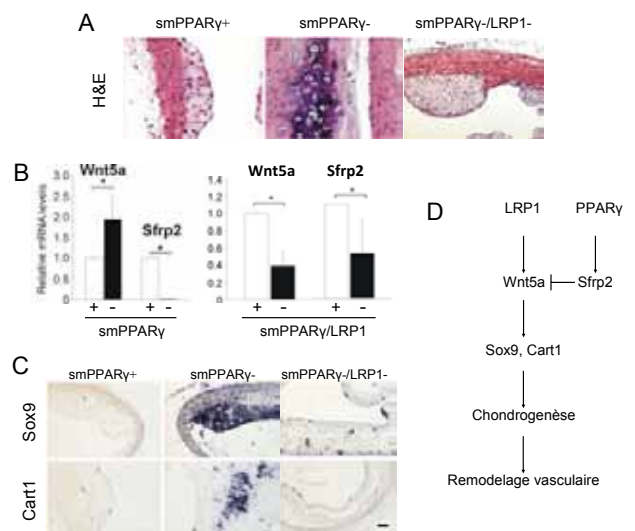 A
smPPARγ+
smPPARγ-
smPPARγ-/LRP1-
H&E
B
Relative mRNA levels
3.0
2.5
2.0
1.5
1.0
0.5
0.0
Wnt5a
*
Sfrp2
*
+ - + -
smPPARγ
1.2
1.0
0.8
0.6
0.4
0.2
0
Wnt5a
Sfrp2
*
*
+ - + -
smPPARγ/LRP1
C
smPPARγ+
smPPARγ-
smPPARγ-/LRP1-
Sox9
Cart1
D
LRP1 PPARγ
Wnt5a Sfrp2
Sox9, Cart1
Chondrogenèse
Remodelage vasculaire